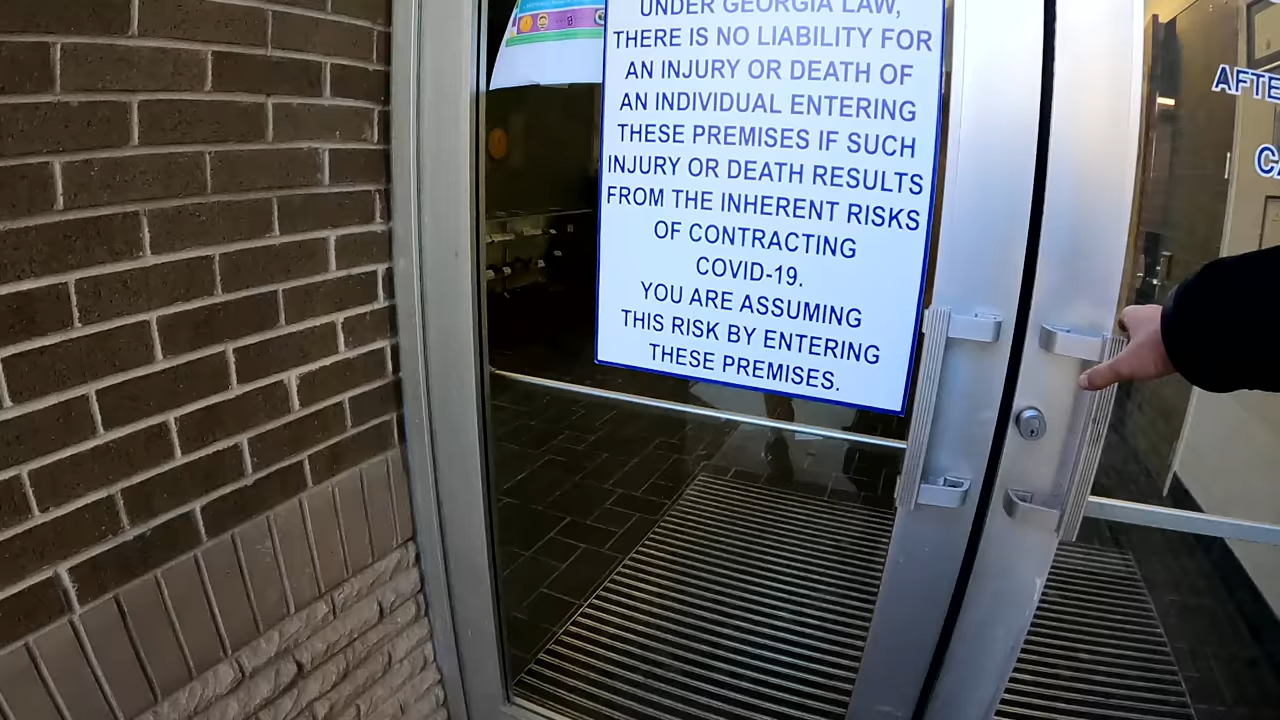 UNDER GEORGIA LAW,
THERE IS NO LIABILITY FOR
AN INJURY OR DEATH OF
AN INDIVIDUAL ENTERING
THESE PREMISES IF SUCH
INJURY OR DEATH RESULTS
FROM THE INHERENT RISKS
OF CONTRACTING
COVID-19.
YOU ARE ASSUMING
THIS RISK BY ENTERING
THESE PREMISES.
AFTE
CA